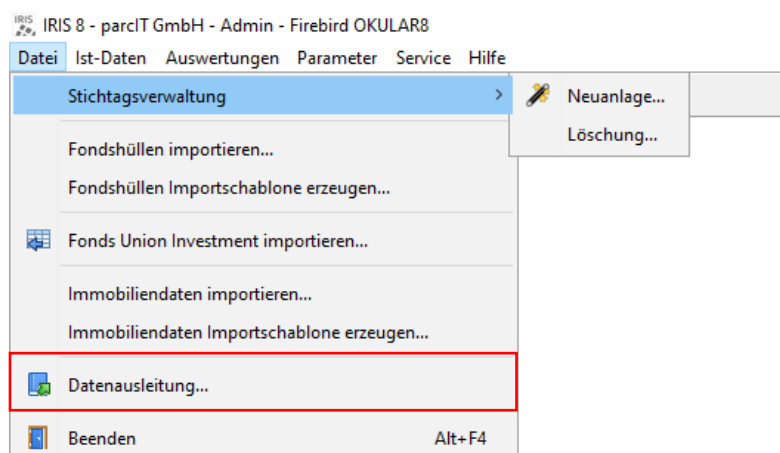 IRIS IRIS 8 - parcIT GmbH - Admin - Firebird OKULAR8
Datei Ist-Daten Auswertungen Parameter Service Hilfe
Stichtagsverwaltung > Neuanlage...
Löschung...
Fondshüllen importieren...
Fondshüllen Importschablone erzeugen...
Fonds Union Investment importieren...
Immobiliendaten importieren...
Immobiliendaten Importschablone erzeugen...
Datenausleitung...
Beenden Alt+F4